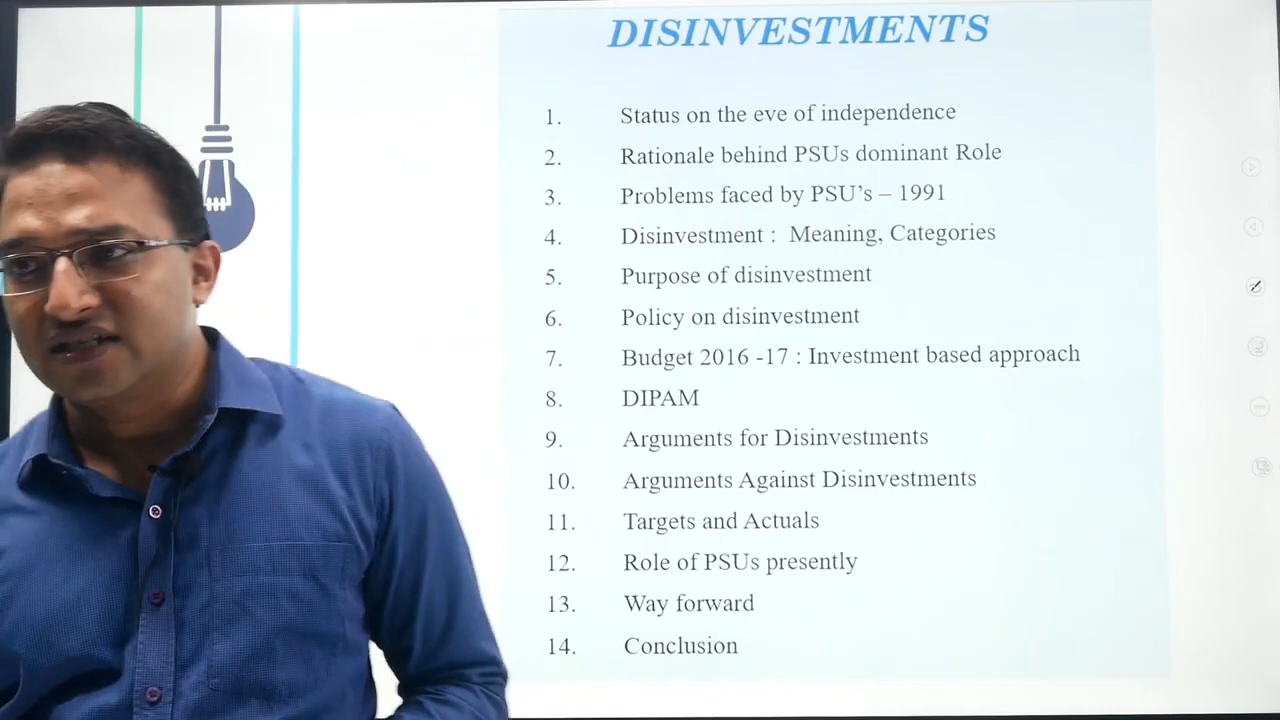 DISINVESTMENTS
1. Status on the eve of independence
2. Rationale behind PSUs dominant Role
3. Problems faced by PSU’s – 1991
4. Disinvestment : Meaning, Categories
5. Purpose of disinvestment
6. Policy on disinvestment
7. Budget 2016 -17 : Investment based approach
8. DIPAM
9. Arguments for Disinvestments
10. Arguments Against Disinvestments
11. Targets and Actuals
12. Role of PSUs presently
13. Way forward
14. Conclusion